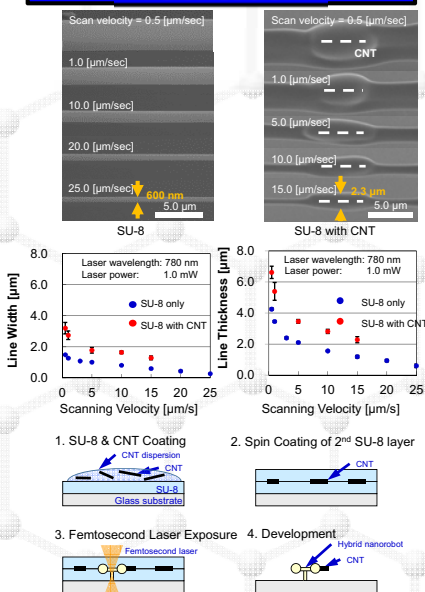 Scan velocity = 0.5 [μm/sec]
1.0 [μm/sec]
10.0 [μm/sec]
20.0 [μm/sec]
25.0 [μm/sec]
600 nm
5.0 μm
SU-8
Scan velocity = 0.5 [μm/sec]
CNT
1.0 [μm/sec]
5.0 [μm/sec]
10.0 [μm/sec]
15.0 [μm/sec]
2.3 μm
5.0 μm
SU-8 with CNT
Line Width [μm]
8.0
6.0
4.0
2.0
0.0
Laser wavelength: 780 nm
Laser power: 1.0 mW
SU-8 only
SU-8 with CNT
0 5 10 15 20 25
Scanning Velocity [μm/s]
Line Thickness [μm]
8.0
6.0
4.0
2.0
0.0
Laser wavelength: 780 nm
Laser power: 1.0 mW
SU-8 only
SU-8 with CNT
0 5 10 15 20 25
Scanning Velocity [μm/s]
1. SU-8 & CNT Coating
CNT dispersion
CNT
SU-8
Glass substrate
2. Spin Coating of 2nd SU-8 layer
CNT
3. Femtosecond Laser Exposure
Femtosecond laser
4. Development
Hybrid nanorobot
CNT